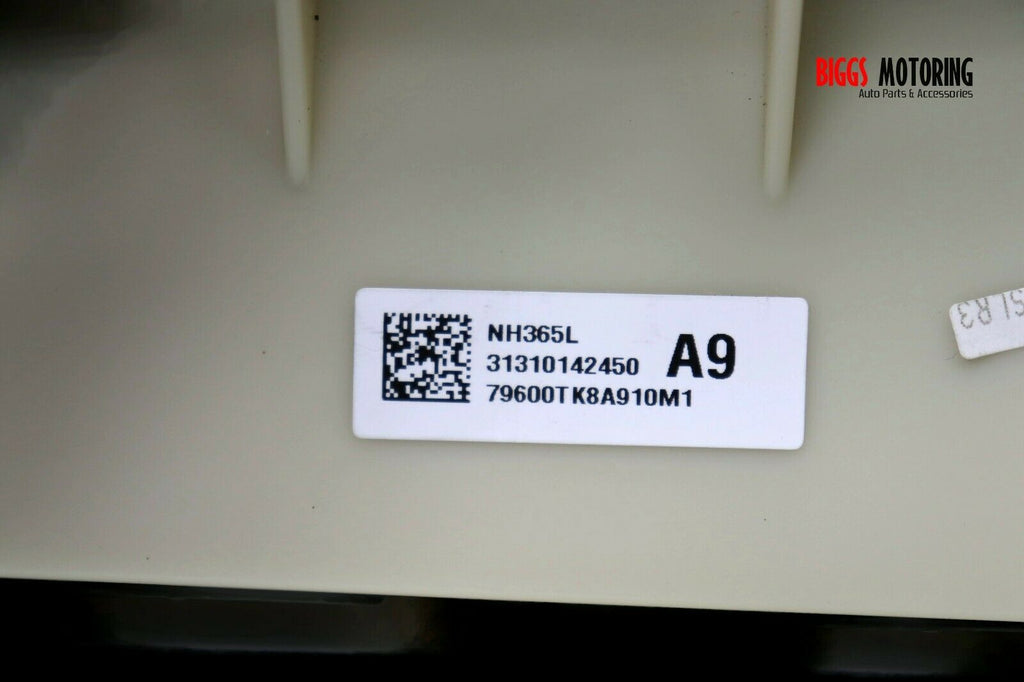 BIGGS MOTORING
Auto Parts & Accessories
NH365L
31310142450
A9
79600TK8A910M1